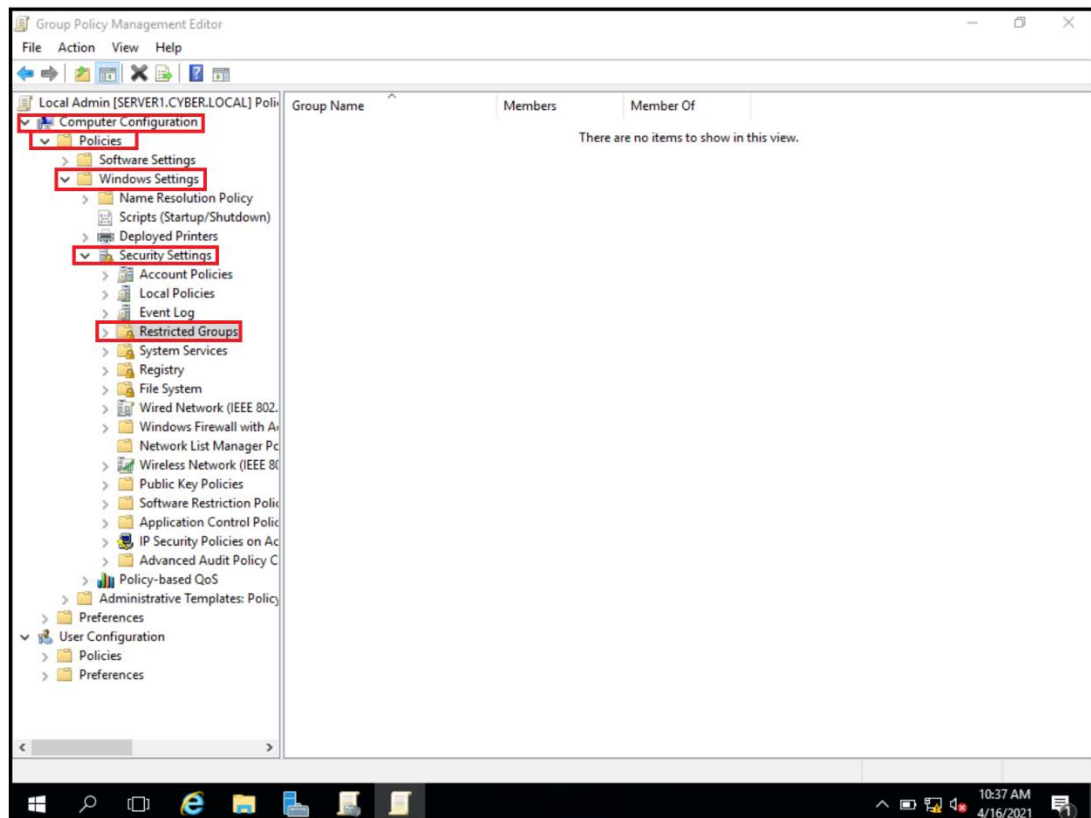 Group Policy Management Editor
File Action View Help
Local Admin [SERVER1.CYBER.LOCAL] Poli
Computer Configuration
Policies
Software Settings
Windows Settings
Name Resolution Policy
Scripts (Startup/Shutdown)
Deployed Printers
Security Settings
Account Policies
Local Policies
Event Log
Restricted Groups
System Services
Registry
File System
Wired Network (IEEE 802.
Windows Firewall with A
Network List Manager Po
Wireless Network (IEEE 80
Public Key Policies
Software Restriction Polic
Application Control Polic
IP Security Policies on Ac
Advanced Audit Policy C
Policy-based QoS
Administrative Templates: Policy
Preferences
User Configuration
Policies
Preferences
Group Name Members Member Of
There are no items to show in this view.
10:37 AM
4/16/2021
1